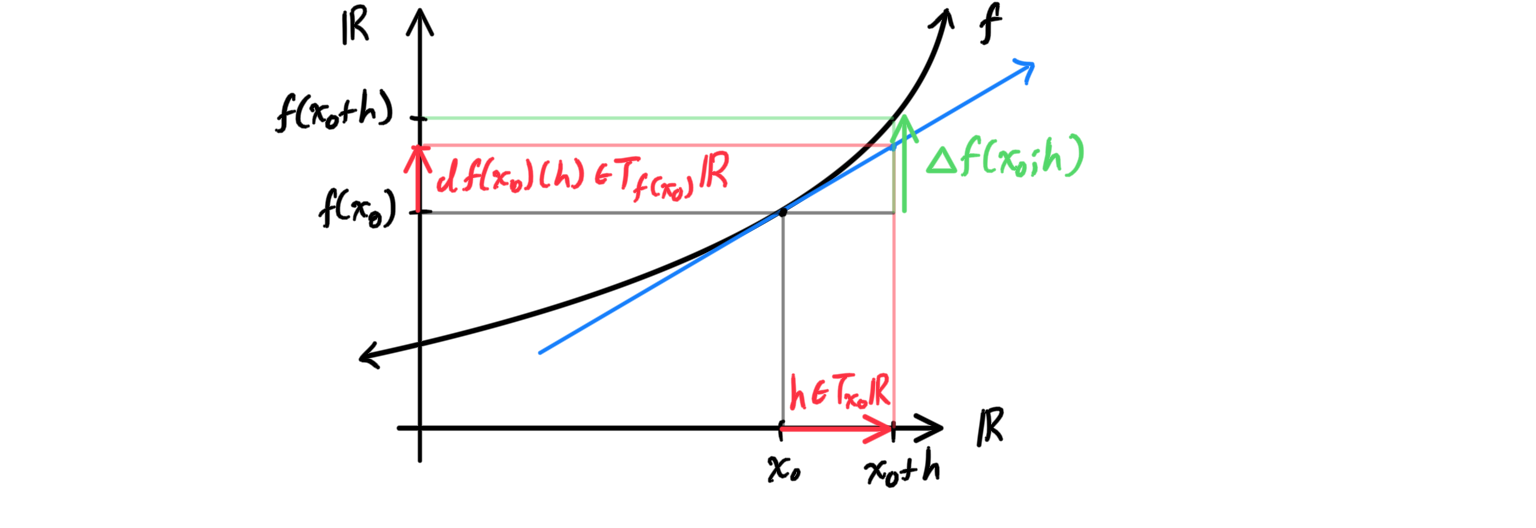 ℝ
f
f(x₀+h)
Δf(x₀;h)
df(x₀)(h) ∈ T_{f(x₀)}ℝ
f(x₀)
h ∈ T_{x₀}ℝ
ℝ
x₀
x₀+h